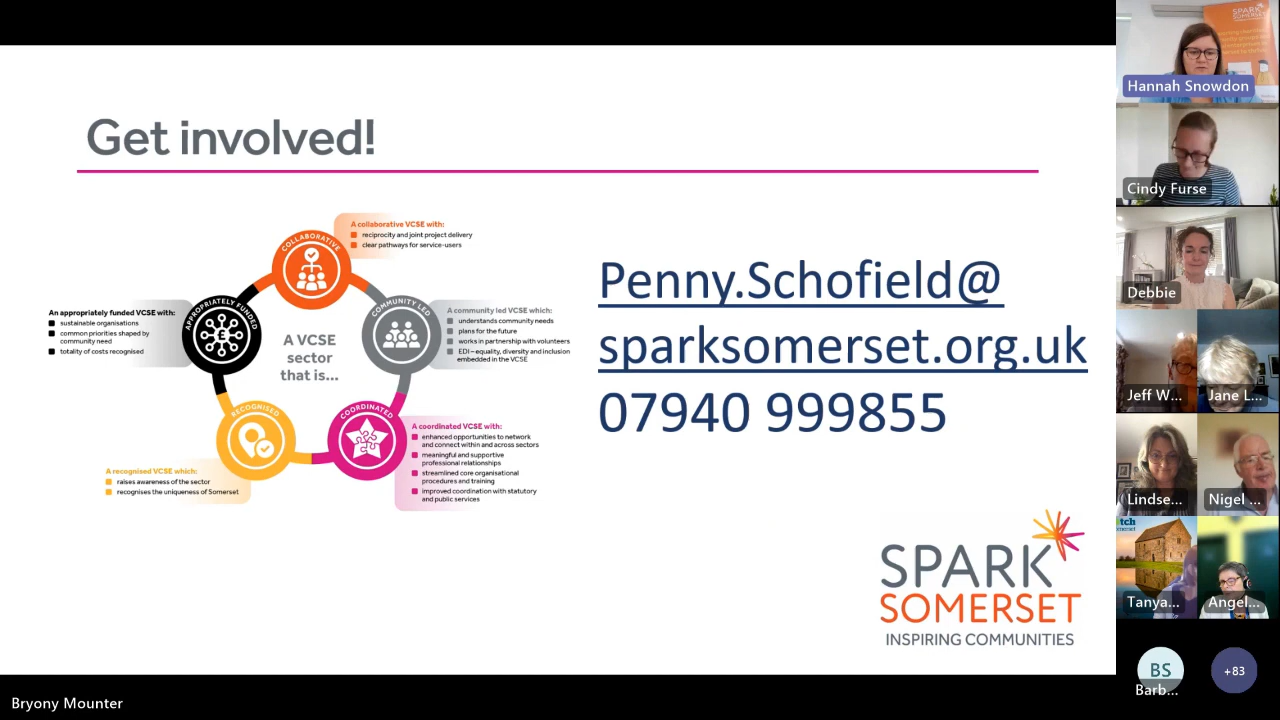 Get involved!
COLLABORATIVE
A collaborative VCSE with:
reciprocity and joint project delivery
clear pathways for service-users
COMMUNITY LED
A community led VCSE which:
understands community needs
plans for the future
works in partnership with volunteers
EDI – equality, diversity and inclusion
embedded in the VCSE
COORDINATED
A coordinated VCSE with:
enhanced opportunities to network
and connect within and across sectors
meaningful and supportive
professional relationships
streamlined core organisational
procedures and training
improved coordination with statutory
and public services
RECOGNISED
A recognised VCSE which:
raises awareness of the sector
recognises the uniqueness of Somerset
APPROPRIATELY FUNDED
An appropriately funded VCSE with:
sustainable organisations
common priorities shaped by
community need
totality of costs recognised
£
A VCSE
sector
that is...
Penny.Schofield@
sparksomerset.org.uk
07940 999855
SPARK
SOMERSET
INSPIRING COMMUNITIES
Bryony Mounter
SPARK
SOMERSET
Hannah Snowdon
Cindy Furse
Debbie
Jeff W...
Jane L...
Lindse...
Nigel ...
tch
Tanya...
Angel...
BS
Barb...
+83